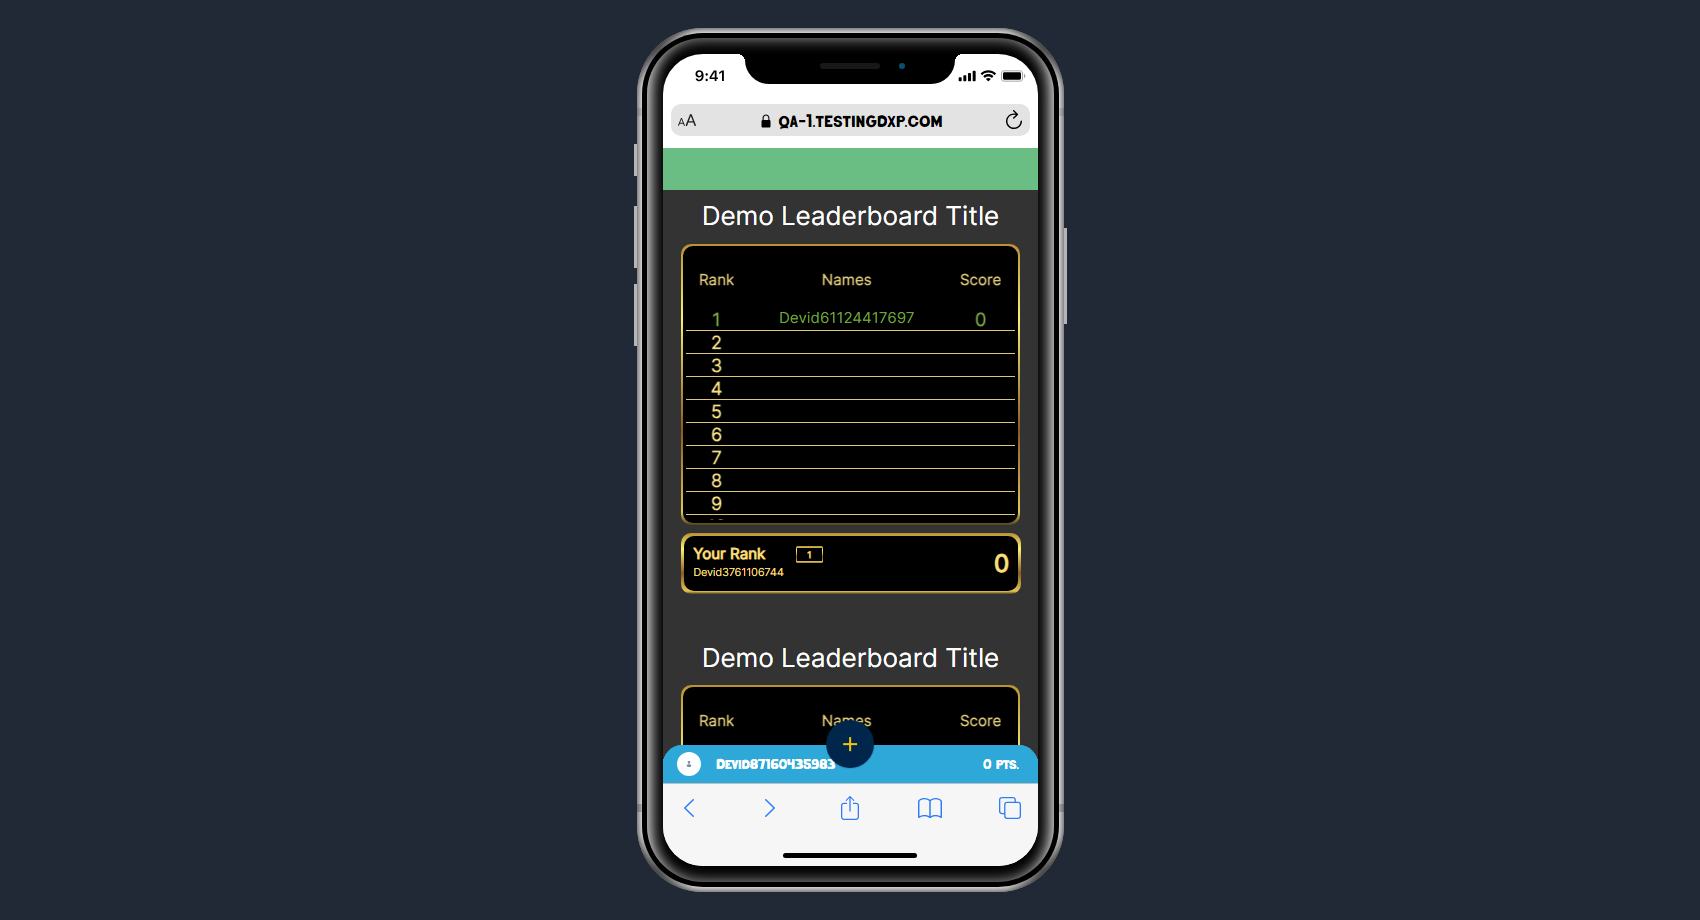 9:41
AA QA-1.TESTINGDXP.COM
Demo Leaderboard Title
Rank Names Score
1 Devid61124417697 0
2
3
4
5
6
7
8
9
Your Rank 1 0
Devid3761106744
Demo Leaderboard Title
Rank Names Score
+
Devid87160435983 0 PTS.